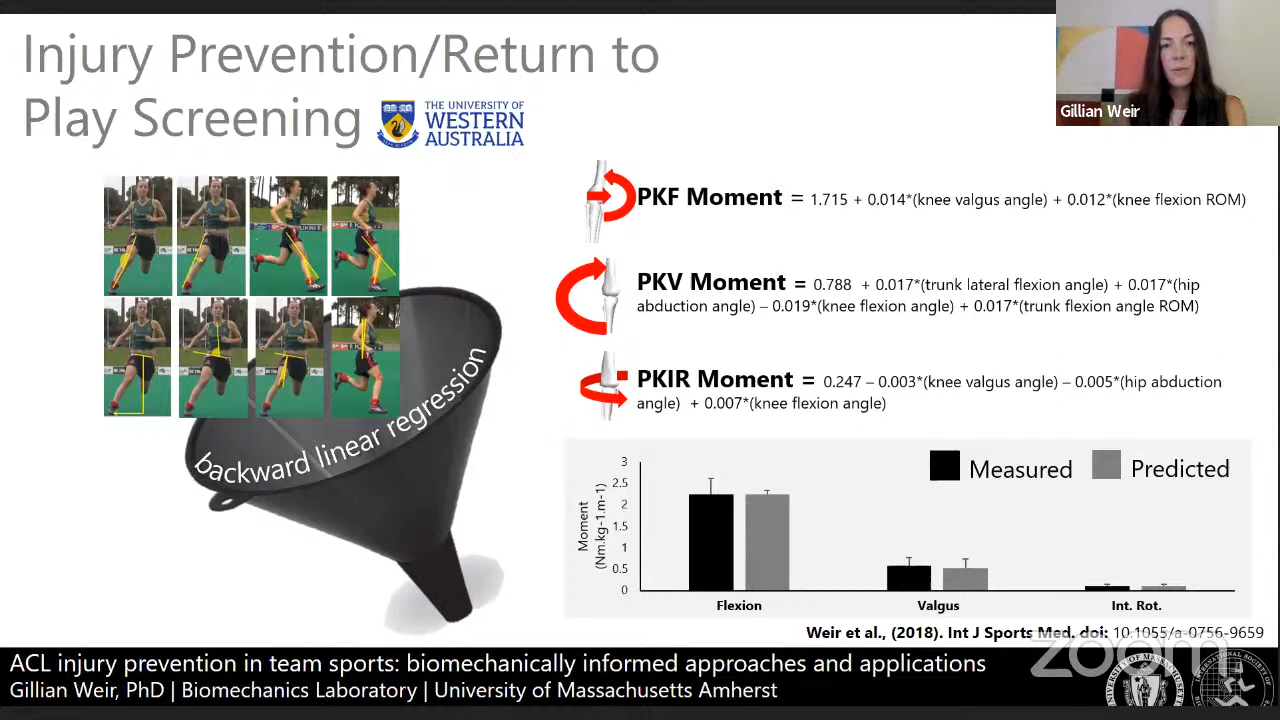 Injury Prevention/Return to
Play Screening
THE UNIVERSITY OF
WESTERN
AUSTRALIA
Gillian Weir
backward linear regression
PKF Moment = 1.715 + 0.014*(knee valgus angle) + 0.012*(knee flexion ROM)
PKV Moment = 0.788 + 0.017*(trunk lateral flexion angle) + 0.017*(hip
abduction angle) – 0.019*(knee flexion angle) + 0.017*(trunk flexion angle ROM)
PKIR Moment = 0.247 – 0.003*(knee valgus angle) – 0.005*(hip abduction
angle) + 0.007*(knee flexion angle)
Measured
Predicted
Moment
(Nm.kg-1.m-1)
3
2.5
2
1.5
1
0.5
0
Flexion
Valgus
Int. Rot.
Weir et al., (2018). Int J Sports Med. doi: 10.1055/a-0756-9659
zoom
ACL injury prevention in team sports: biomechanically informed approaches and applications
Gillian Weir, PhD | Biomechanics Laboratory | University of Massachusetts Amherst